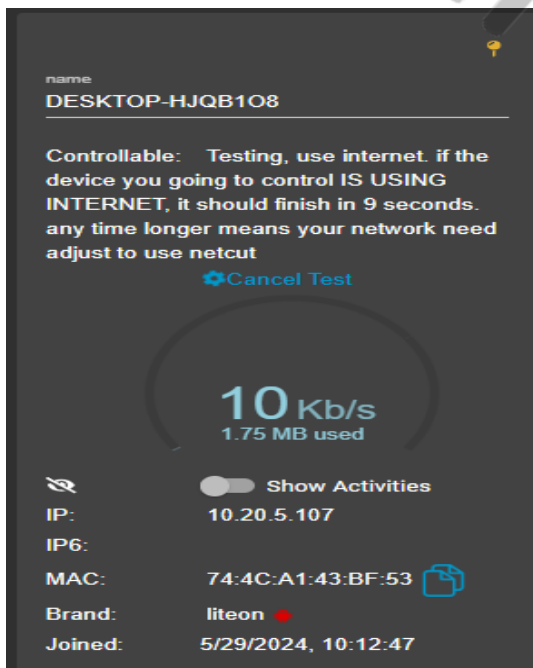 name
DESKTOP-HJQB1O8
Controllable: Testing, use internet. if the
device you going to control IS USING
INTERNET, it should finish in 9 seconds.
any time longer means your network need
adjust to use netcut
Cancel Test
10 Kb/s
1.75 MB used
Show Activities
IP: 10.20.5.107
IP6:
MAC: 74:4C:A1:43:BF:53
Brand: liteon
Joined: 5/29/2024, 10:12:47